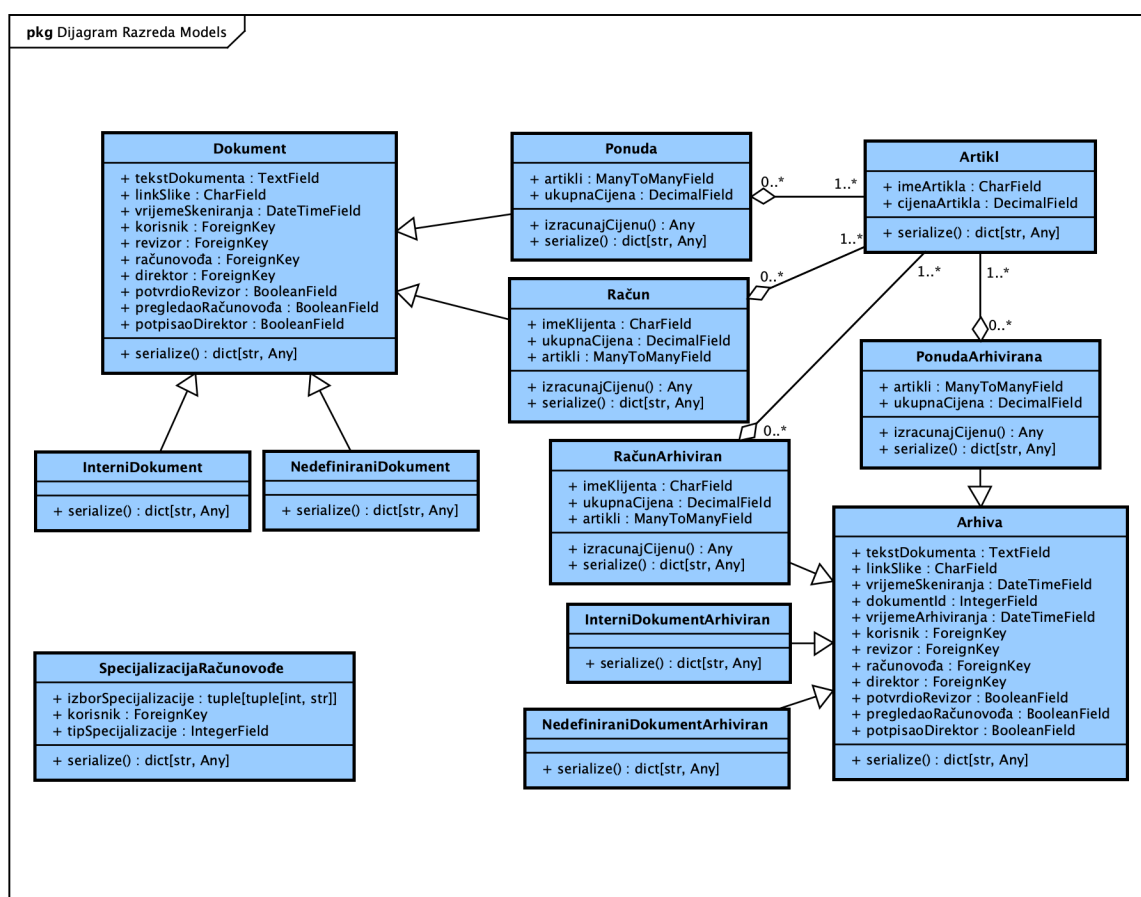 pkg Dijagram Razreda Models
Dokument
+ tekstDokumenta : TextField
+ linkSlike : CharField
+ vrijemeSkeniranja : DateTimeField
+ korisnik : ForeignKey
+ revizor : ForeignKey
+ računovođa : ForeignKey
+ direktor : ForeignKey
+ potvrdioRevizor : BooleanField
+ pregledaoRačunovođa : BooleanField
+ potpisaoDirektor : BooleanField
+ serialize() : dict[str, Any]
Ponuda
+ artikli : ManyToManyField
+ ukupnaCijena : DecimalField
+ izracunajCijenu() : Any
+ serialize() : dict[str, Any]
0..*
1..*
Artikl
+ imeArtikla : CharField
+ cijenaArtikla : DecimalField
+ serialize() : dict[str, Any]
Račun
+ imeKlijenta : CharField
+ ukupnaCijena : DecimalField
+ artikli : ManyToManyField
+ izracunajCijenu() : Any
+ serialize() : dict[str, Any]
0..*
1..*
1..*
1..*
0..*
0..*
PonudaArhivirana
+ artikli : ManyToManyField
+ ukupnaCijena : DecimalField
+ izracunajCijenu() : Any
+ serialize() : dict[str, Any]
InterniDokument
+ serialize() : dict[str, Any]
NedefiniraniDokument
+ serialize() : dict[str, Any]
RačunArhiviran
+ imeKlijenta : CharField
+ ukupnaCijena : DecimalField
+ artikli : ManyToManyField
+ izracunajCijenu() : Any
+ serialize() : dict[str, Any]
Arhiva
+ tekstDokumenta : TextField
+ linkSlike : CharField
+ vrijemeSkeniranja : DateTimeField
+ dokumentId : IntegerField
+ vrijemeArhiviranja : DateTimeField
+ korisnik : ForeignKey
+ revizor : ForeignKey
+ računovođa : ForeignKey
+ direktor : ForeignKey
+ potvrdioRevizor : BooleanField
+ pregledaoRačunovođa : BooleanField
+ potpisaoDirektor : BooleanField
+ serialize() : dict[str, Any]
InterniDokumentArhiviran
+ serialize() : dict[str, Any]
NedefiniraniDokumentArhiviran
+ serialize() : dict[str, Any]
SpecijalizacijaRačunovođe
+ izborSpecijalizacije : tuple[tuple[int, str]]
+ korisnik : ForeignKey
+ tipSpecijalizacije : IntegerField
+ serialize() : dict[str, Any]